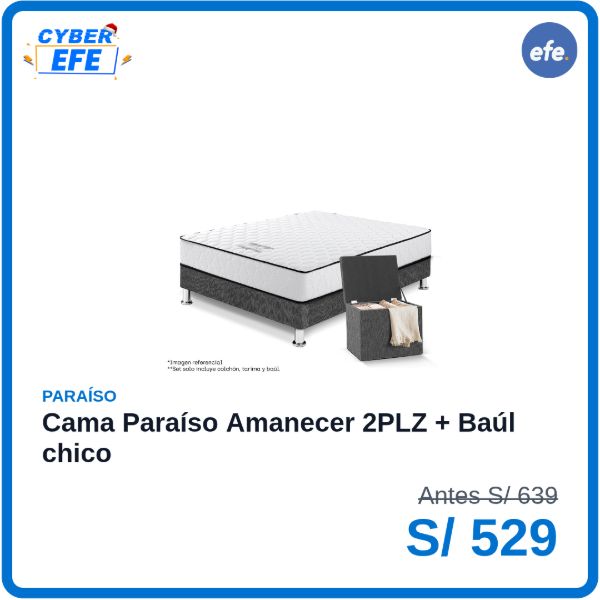 CYBER
EFE
efe.
*Imagen referencial
**Set solo incluye colchón, tarima y baúl.
PARAÍSO
Cama Paraíso Amanecer 2PLZ + Baúl
chico
Antes S/ 639
S/ 529